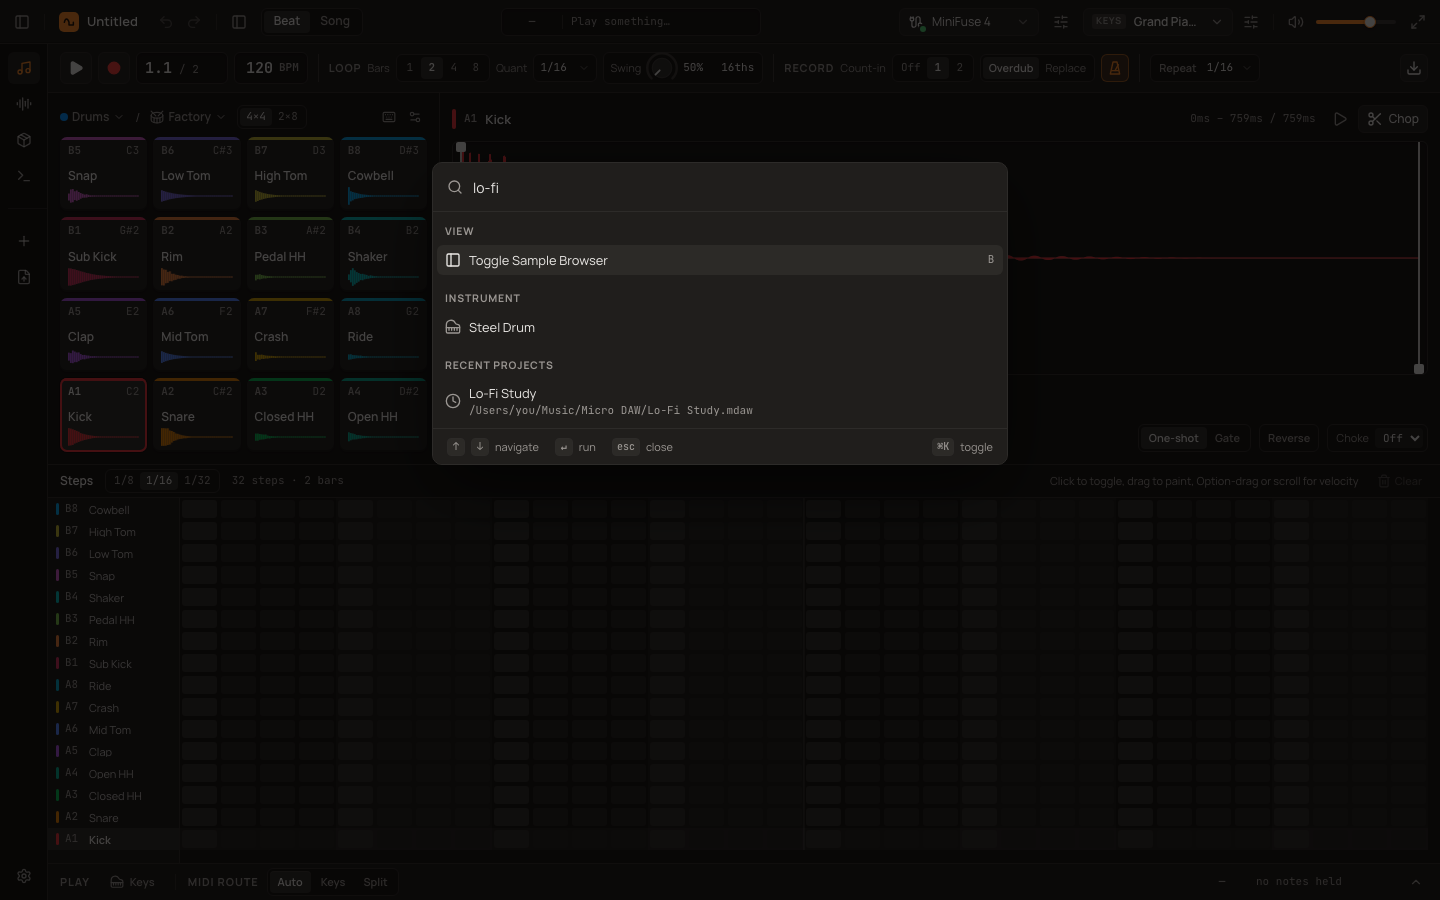 Untitled
Beat
Song
–
Play something…
MiniFuse 4
KEYS
Grand Pia...
1.1 / 2
120 BPM
LOOP Bars 1 2 4 8
Quant 1/16
Swing 50% 16ths
RECORD Count-in Off 1 2
Overdub Replace
Repeat 1/16
Drums / Factory 4×4 2×8
A1 Kick
0ms – 759ms / 759ms
Chop
B5 C3
Snap
B6 C#3
Low Tom
B7 D3
High Tom
B8 D#3
Cowbell
B1 G#2
Sub Kick
B2 A2
Rim
B3 A#2
Pedal HH
B4 B2
Shaker
A5 E2
Clap
A6 F2
Mid Tom
A7 F#2
Crash
A8 G2
Ride
A1 C2
Kick
A2 C#2
Snare
A3 D2
Closed HH
A4 D#2
Open HH
lo-fi
VIEW
Toggle Sample Browser B
INSTRUMENT
Steel Drum
RECENT PROJECTS
Lo-Fi Study
/Users/you/Music/Micro DAW/Lo-Fi Study.mdaw
↑ ↓ navigate ↵ run esc close ⌘K toggle
One-shot Gate
Reverse
Choke Off
Steps 1/8 1/16 1/32 32 steps · 2 bars
Click to toggle, drag to paint, Option-drag or scroll for velocity
Clear
B8 Cowbell
B7 High Tom
B6 Low Tom
B5 Snap
B4 Shaker
B3 Pedal HH
B2 Rim
B1 Sub Kick
A8 Ride
A7 Crash
A6 Mid Tom
A5 Clap
A4 Open HH
A3 Closed HH
A2 Snare
A1 Kick
PLAY Keys MIDI ROUTE Auto Keys Split
– no notes held